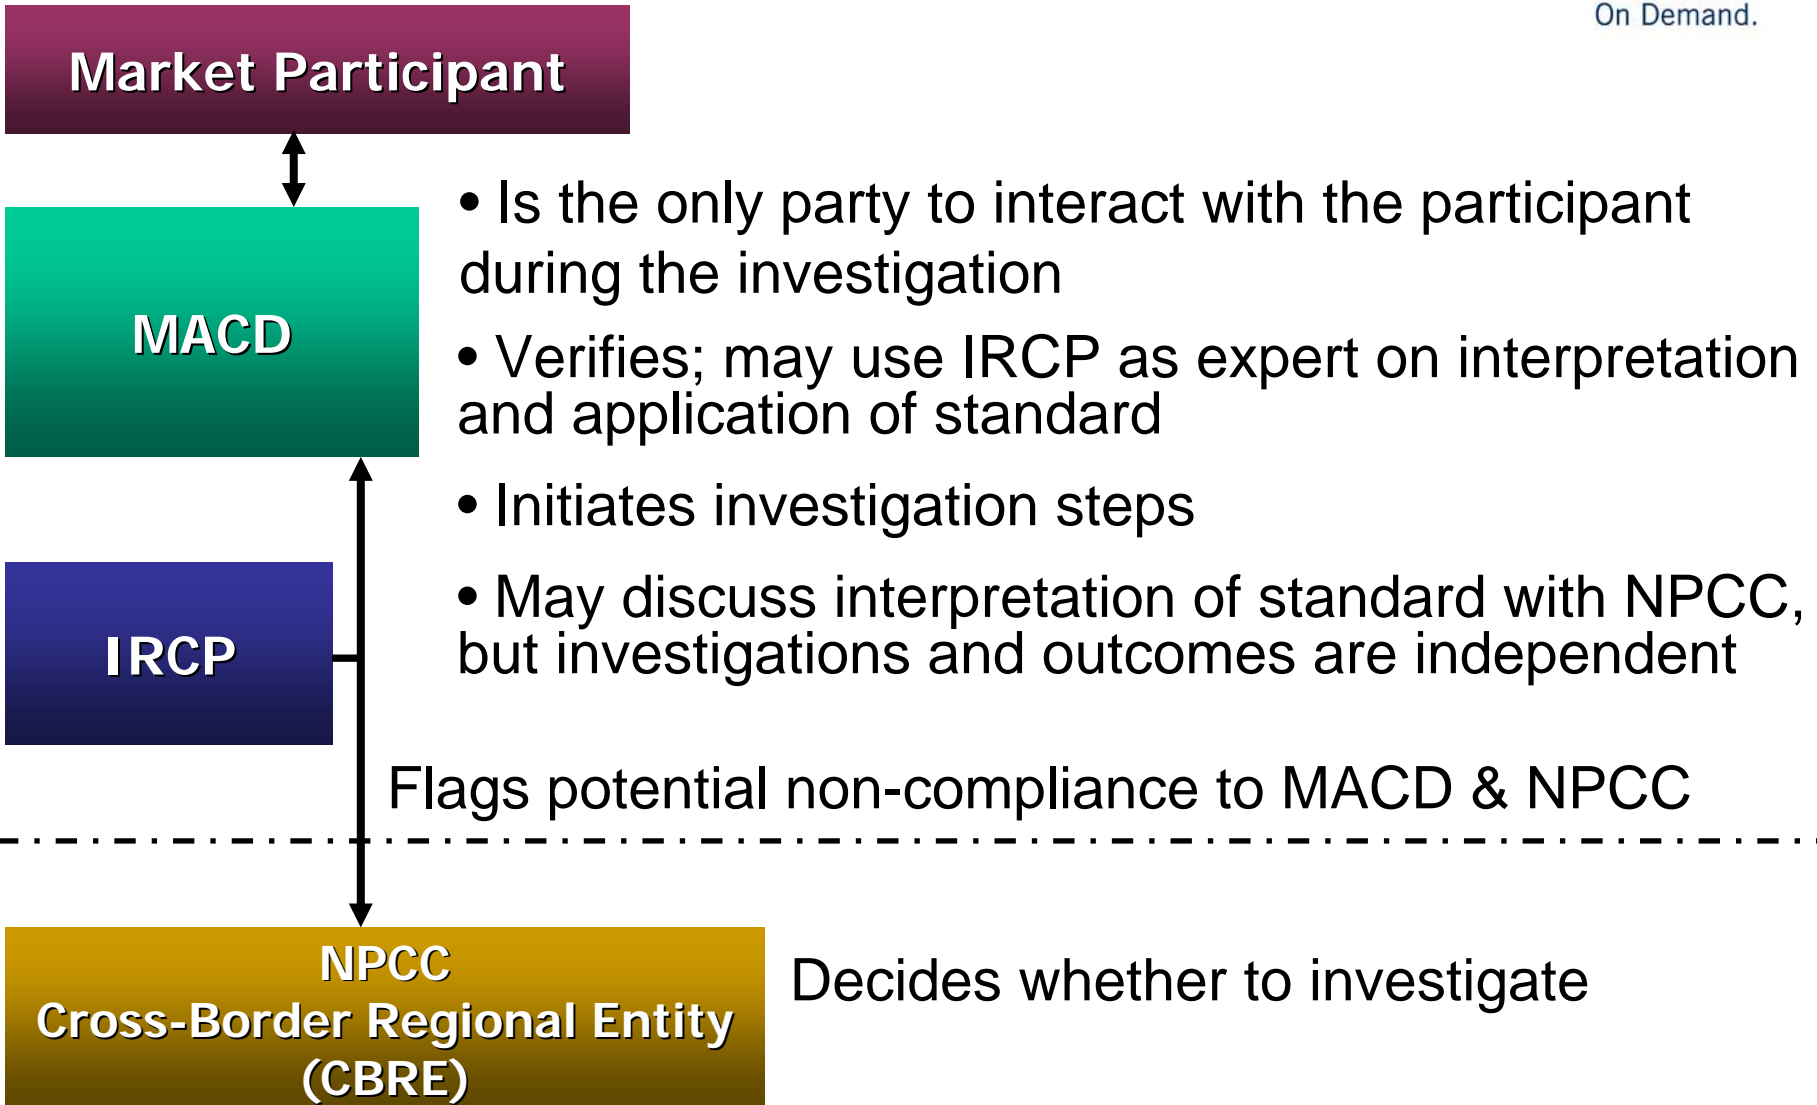 On Demand.
Market Participant
MACD
• Is the only party to interact with the participant
during the investigation
• Verifies; may use IRCP as expert on interpretation
and application of standard
• Initiates investigation steps
• May discuss interpretation of standard with NPCC,
but investigations and outcomes are independent
IRCP
Flags potential non-compliance to MACD & NPCC
NPCC
Cross-Border Regional Entity
(CBRE)
Decides whether to investigate